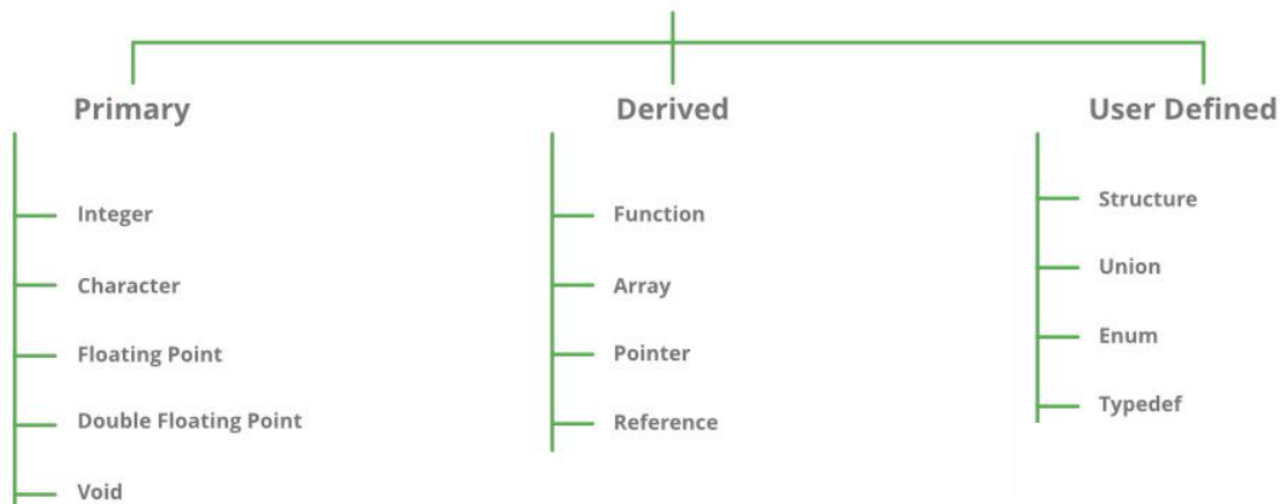 Primary
Integer
Character
Floating Point
Double Floating Point
Void
Derived
Function
Array
Pointer
Reference
User Defined
Structure
Union
Enum
Typedef